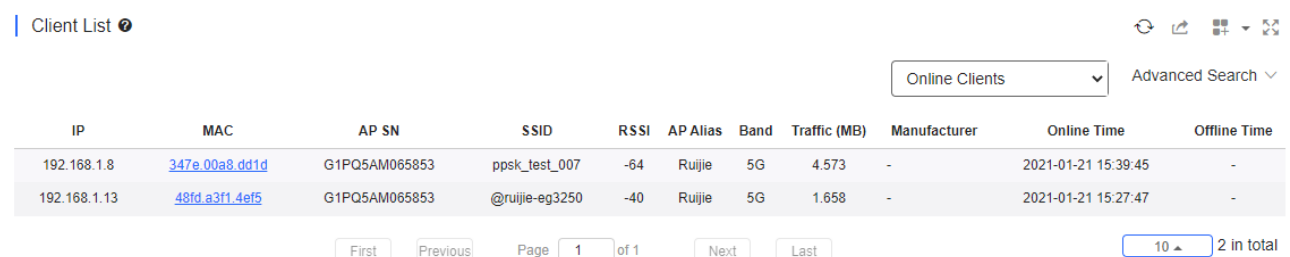 Client List
Online Clients Advanced Search
IP MAC AP SN SSID RSSI AP Alias Band Traffic (MB) Manufacturer Online Time Offline Time
192.168.1.8 347e.00a8.dd1d G1PQ5AM065853 ppsk_test_007 -64 Ruijie 5G 4.573 - 2021-01-21 15:39:45 -
192.168.1.13 48fd.a3f1.4ef5 G1PQ5AM065853 @ruijie-eg3250 -40 Ruijie 5G 1.658 - 2021-01-21 15:27:47 -
First Previous Page 1 of 1 Next Last 10 2 in total